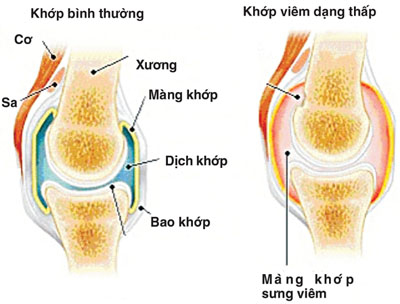 Khớp bình thường
Khớp viêm dạng thấp
Cơ
Xương
Sa
Màng khớp
Dịch khớp
Bao khớp
Màng khớp
sưng viêm